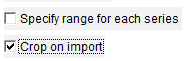 Specify range for each series
Crop on import